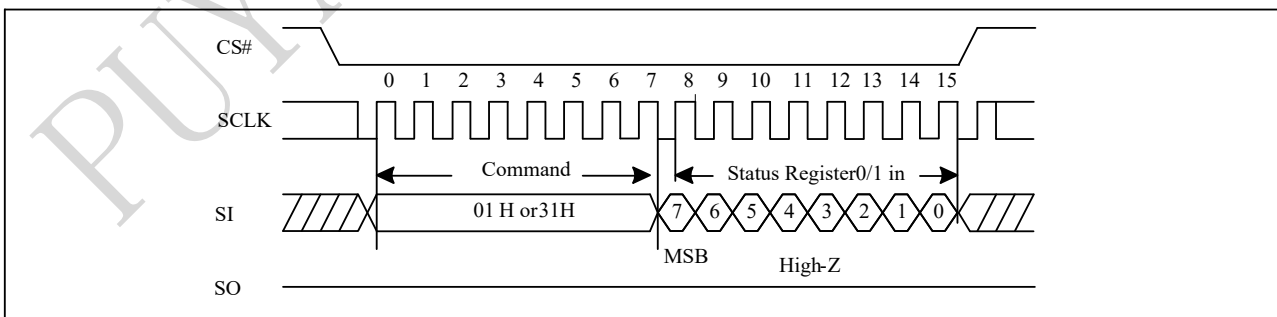 PUY
CS#
0 1 2 3 4 5 6 7 8 9 10 11 12 13 14 15
SCLK
Command
Status Register0/1 in
SI
01 H or31H
7 6 5 4 3 2 1 0
MSB
High-Z
SO